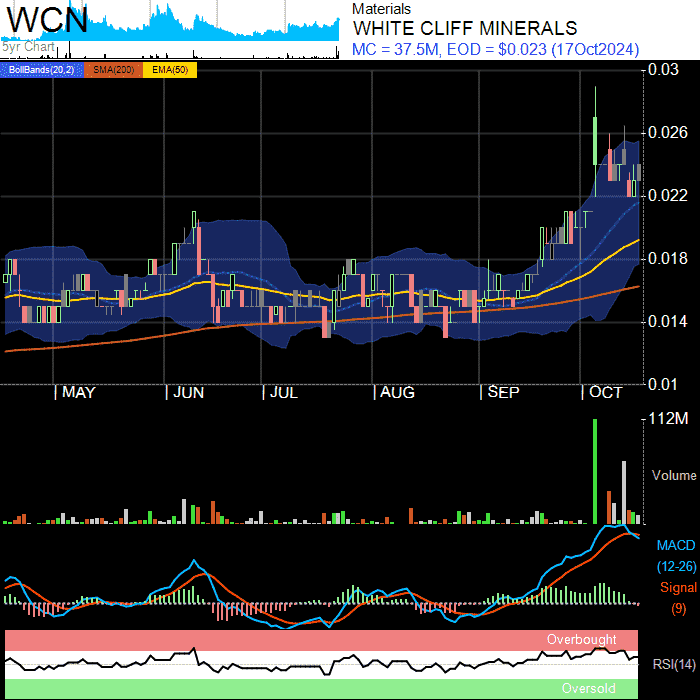 WCN
5yr Chart
Materials
WHITE CLIFF MINERALS
MC = 37.5M, EOD = $0.023 (17Oct2024)
BollBands(20,2) SMA(200) EMA(50)
0.03
0.026
0.022
0.018
0.014
0.01
MAY JUN JUL AUG SEP OCT
112M
Volume
MACD
(12-26)
Signal
(9)
Overbought
RSI(14)
Oversold